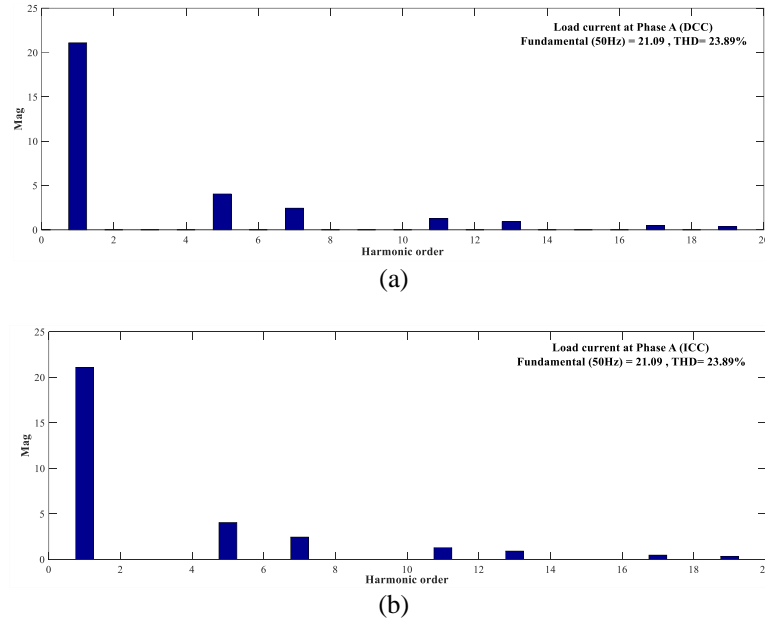 Load current at Phase A (DCC)
Fundamental (50Hz) = 21.09 , THD= 23.89%
25
20
15
10
5
0
Mag
0 2 4 6 8 10 12 14 16 18 20
Harmonic order
(a)
Load current at Phase A (ICC)
Fundamental (50Hz) = 21.09 , THD= 23.89%
25
20
15
10
5
0
Mag
0 2 4 6 8 10 12 14 16 18
Harmonic order
(b)